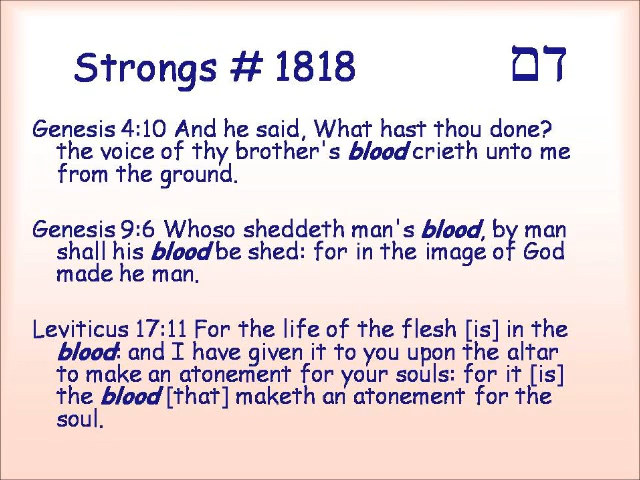 Strongs # 1818 דמ
Genesis 4:10 And he said, What hast thou done?
the voice of thy brother's blood crieth unto me
from the ground.
Genesis 9:6 Whoso sheddeth man's blood, by man
shall his blood be shed: for in the image of God
made he man.
Leviticus 17:11 For the life of the flesh [is] in the
blood: and I have given it to you upon the altar
to make an atonement for your souls: for it [is]
the blood [that] maketh an atonement for the
soul.